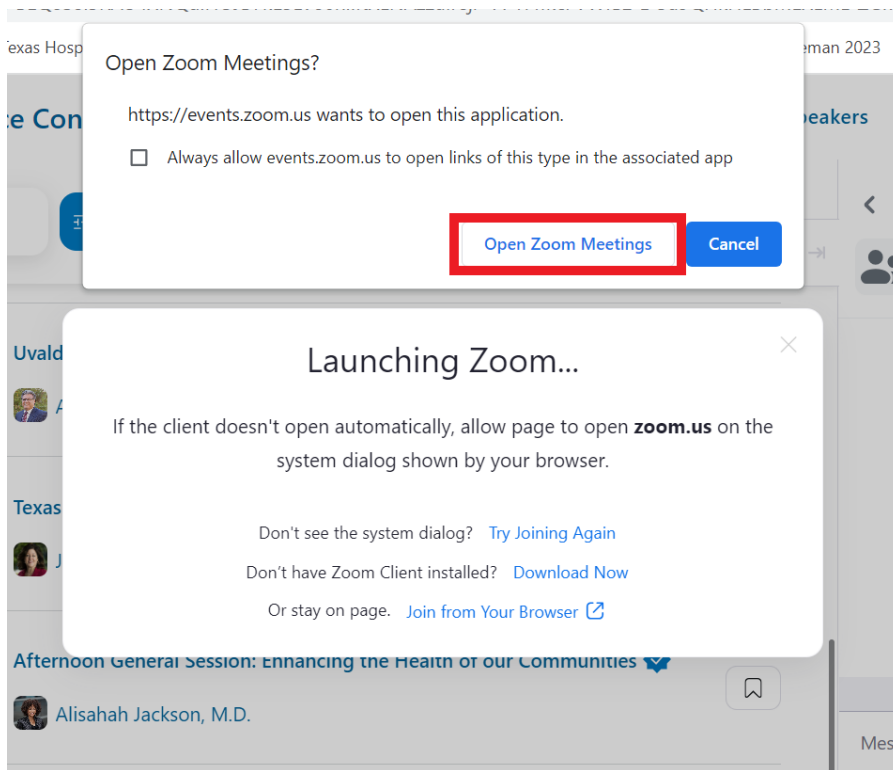 Texas Hosp
eman 2023
Open Zoom Meetings?
https://events.zoom.us wants to open this application.
Always allow events.zoom.us to open links of this type in the associated app
ce Con
peakers
Open Zoom Meetings
Cancel
Launching Zoom...
If the client doesn't open automatically, allow page to open zoom.us on the
system dialog shown by your browser.
Don't see the system dialog? Try Joining Again
Don't have Zoom Client installed? Download Now
Or stay on page. Join from Your Browser
Uvald
A
Texas
J
Afternoon General Session: Enhancing the Health of our Communities
Alisahah Jackson, M.D.
Mes